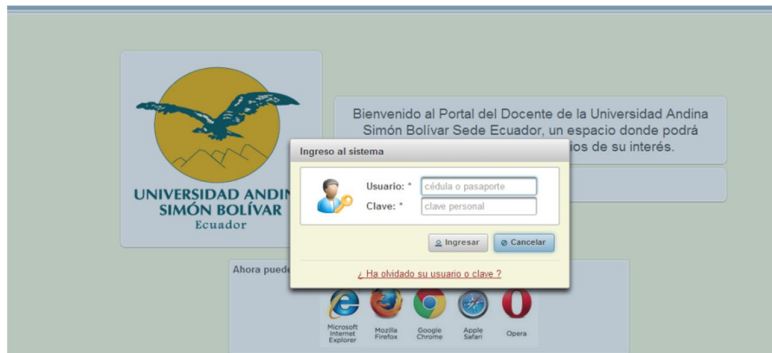 Bienvenido al Portal del Docente de la Universidad Andina
Simón Bolívar Sede Ecuador, un espacio donde podrá
ios de su interés.
Ingreso al sistema
Usuario: * cédula o pasaporte
Clave: * clave personal
Ingresar Cancelar
¿ Ha olvidado su usuario o clave ?
UNIVERSIDAD ANDIN
SIMÓN BOLÍVAR
Ecuador
Ahora puede
Microsoft Internet Explorer
Mozilla Firefox
Google Chrome
Apple Safari
Opera